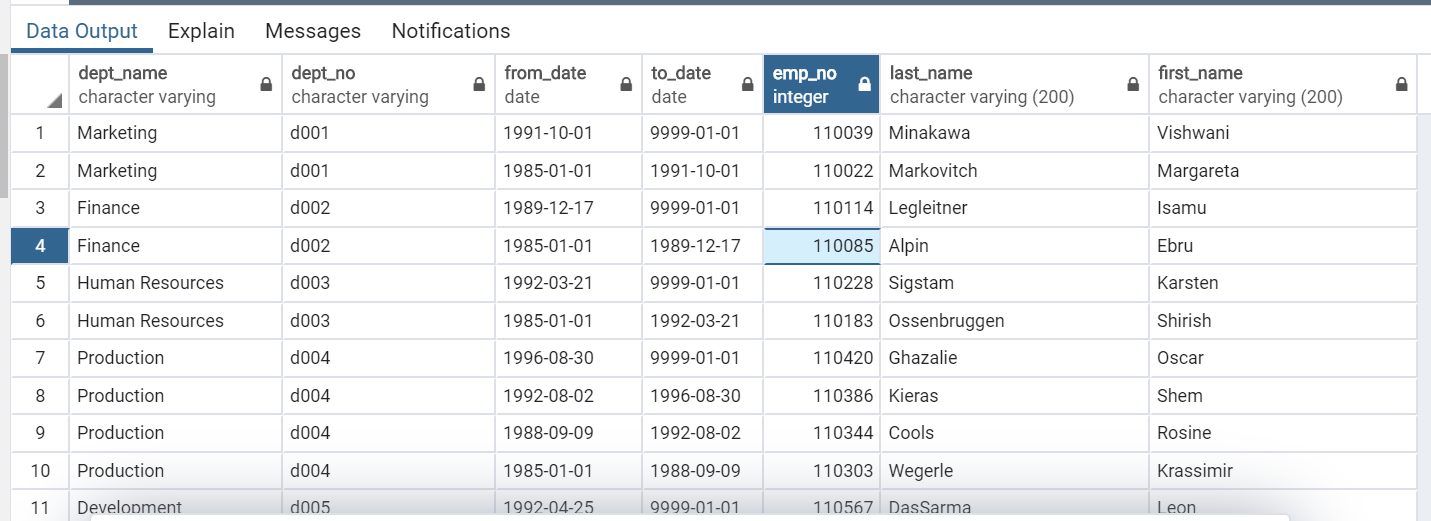 Data Output Explain Messages Notifications
dept_name dept_no from_date to_date emp_no last_name first_name
character varying character varying date date integer character varying (200) character varying (200)
1 Marketing d001 1991-10-01 9999-01-01 110039 Minakawa Vishwani
2 Marketing d001 1985-01-01 1991-10-01 110022 Markovitch Margareta
3 Finance d002 1989-12-17 9999-01-01 110114 Legleitner Isamu
4 Finance d002 1985-01-01 1989-12-17 110085 Alpin Ebru
5 Human Resources d003 1992-03-21 9999-01-01 110228 Sigstam Karsten
6 Human Resources d003 1985-01-01 1992-03-21 110183 Ossenbruggen Shirish
7 Production d004 1996-08-30 9999-01-01 110420 Ghazalie Oscar
8 Production d004 1992-08-02 1996-08-30 110386 Kieras Shem
9 Production d004 1988-09-09 1992-08-02 110344 Cools Rosine
10 Production d004 1985-01-01 1988-09-09 110303 Wegerle Krassimir
11 Development d005 1992-04-25 9999-01-01 110567 DasSarma Leon